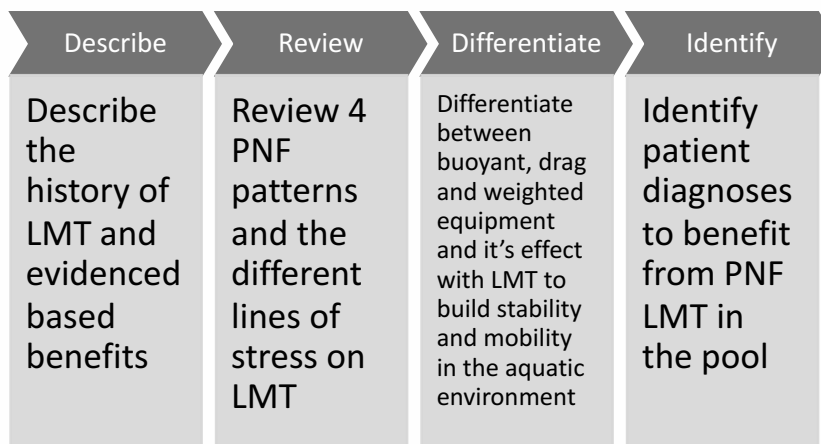 Describe
Describe
the
history of
LMT and
evidenced
based
benefits
Review
Review 4
PNF
patterns
and the
different
lines of
stress on
LMT
Differentiate
Differentiate
between
buoyant, drag
and weighted
equipment
and it’s effect
with LMT to
build stability
and mobility
in the aquatic
environment
Identify
Identify
patient
diagnoses
to benefit
from PNF
LMT in
the pool